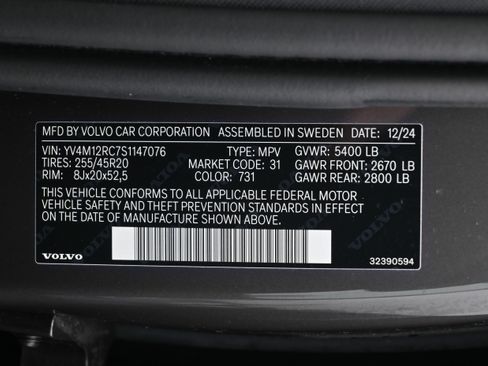 MFD BY VOLVO CAR CORPORATION ASSEMBLED IN SWEDEN DATE 12/24
VIN: YV4M12RC7S1147076 TYPE: MPV GVWR: 5400 LB
TIRES: 255/45R20 MARKET CODE: 31 GAWR FRONT: 2670 LB
RIM: 8Jx20x52,5 COLOR: 731 GAWR REAR: 2800 LB
THIS VEHICLE CONFORMS TO ALL APPLICABLE FEDERAL MOTOR
VEHICLE SAFETY AND THEFT PREVENTION STANDARDS IN EFFECT
ON THE DATE OF MANUFACTURE SHOWN ABOVE.
VOLVO 32390594